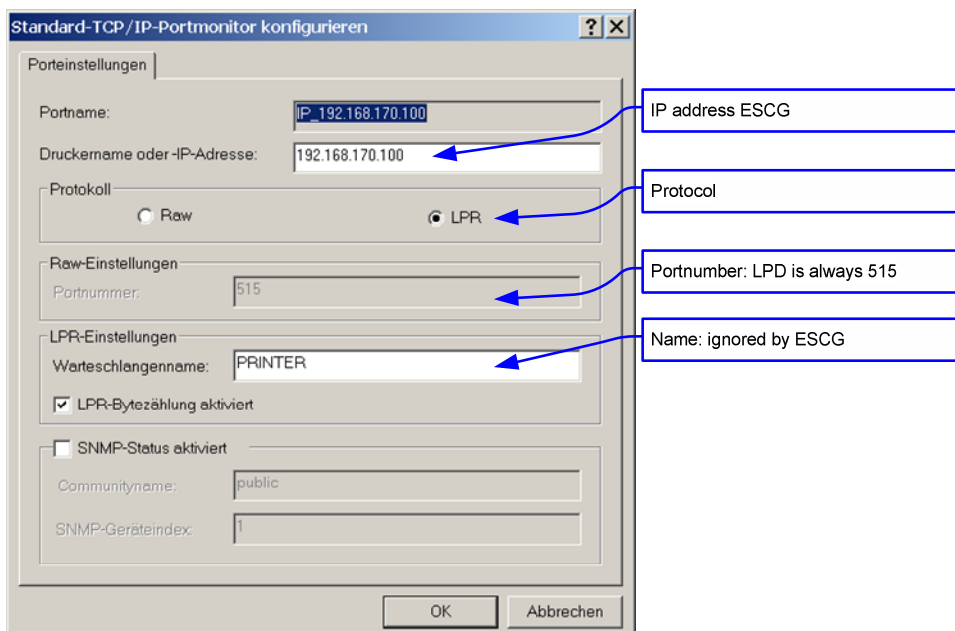 Standard-TCP/IP-Portmonitor konfigurieren
Porteinstellungen
Portname: IP_192.168.170.100
IP address ESCG
Druckername oder -IP-Adresse: 192.168.170.100
Protokoll
Raw LPR
Protocol
Raw-Einstellungen
Portnummer: 515
Portnumber: LPD is always 515
LPR-Einstellungen
Warteschlangenname: PRINTER
Name: ignored by ESCG
LPR-Bytezählung aktiviert
SNMP-Status aktiviert
Communityname: public
SNMP-Geräteindex: 1
OK Abbrechen